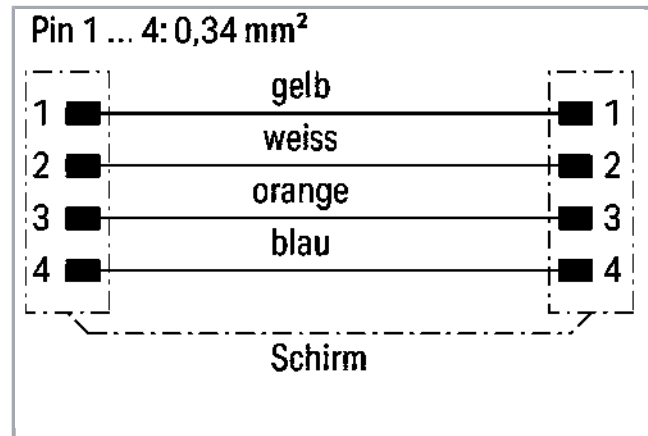 Pin 1 ... 4: 0,34 mm²
gelb
1 1
weiss
2 2
orange
3 3
blau
4 4
Schirm